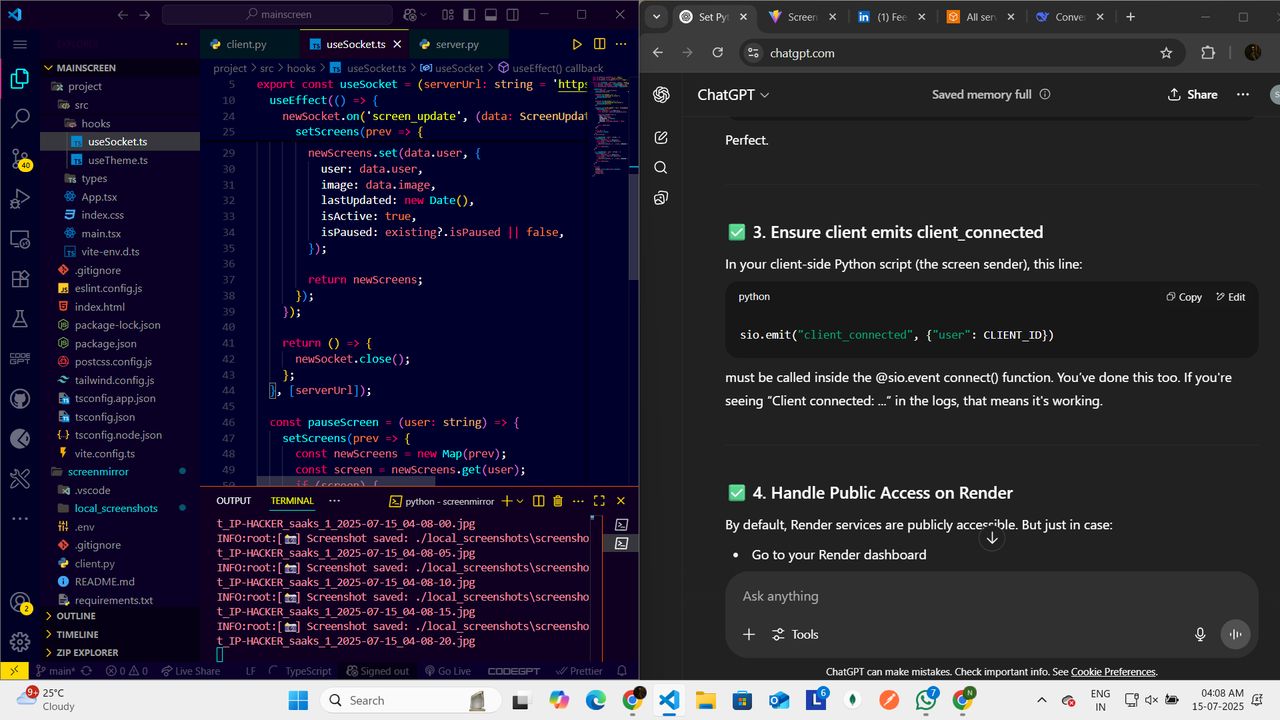 mainscreen
client.py
useSocket.ts
server.py
MAINSCREEN
project
src
hooks
useSocket.ts
useTheme.ts
types
App.tsx
index.css
main.tsx
vite-env.d.ts
.gitignore
eslint.config.js
index.html
package-lock.json
package.json
postcss.config.js
tailwind.config.js
tsconfig.app.json
tsconfig.json
tsconfig.node.json
vite.config.ts
screenmirror
.vscode
local_screenshots
.env
.gitignore
client.py
README.md
requirements.txt
OUTLINE
TIMELINE
ZIP EXPLORER
40
2
project > src > hooks > useSocket.ts > useSocket > useEffect() callback
5 export const useSocket = (serverUrl: string = 'https
10 useEffect(() => {
24 newSocket.on('screen_update', (data: ScreenUpdat
25 setScreens(prev => {
29 newScreens.set(data.user, {
30 user: data.user,
31 image: data.image,
32 lastUpdated: new Date(),
33 isActive: true,
34 isPaused: existing?.isPaused || false,
35 });
36
37 return newScreens;
38 });
39 });
40
41 return () => {
42 newSocket.close();
43 };
44 }, [serverUrl]);
45
46 const pauseScreen = (user: string) => {
47 setScreens(prev => {
48 const newScreens = new Map(prev);
49 const screen = newScreens.get(user);
50 if (screen) {
OUTPUT TERMINAL python - screenmirror
t_IP-HACKER_saaks_1_2025-07-15_04-08-00.jpg
INFO:root:[📷] Screenshot saved: ./local_screenshots\screensho
t_IP-HACKER_saaks_1_2025-07-15_04-08-05.jpg
INFO:root:[📷] Screenshot saved: ./local_screenshots\screensho
t_IP-HACKER_saaks_1_2025-07-15_04-08-10.jpg
INFO:root:[📷] Screenshot saved: ./local_screenshots\screensho
t_IP-HACKER_saaks_1_2025-07-15_04-08-15.jpg
INFO:root:[📷] Screenshot saved: ./local_screenshots\screensho
t_IP-HACKER_saaks_1_2025-07-15_04-08-20.jpg
main* 0 0 Live Share LF TypeScript Signed out Go Live CODEGPT Prettier
Set Pyt
Screen
(1) Fee
All serv
Conver
chatgpt.com
ChatGPT
Saved memory full
Share
Perfect.
✅ 3. Ensure client emits client_connected
In your client-side Python script (the screen sender), this line:
python
Copy Edit
sio.emit("client_connected", {"user": CLIENT_ID})
must be called inside the @sio.event connect() function. You've done this too. If you're
seeing “Client connected: ...” in the logs, that means it's working.
✅ 4. Handle Public Access on Render
By default, Render services are publicly accessible. But just in case:
• Go to your Render dashboard
Ask anything
Tools
ChatGPT can make mistakes. Check important info. See Cookie Preferences.
9+
25°C
Cloudy
Search
6
7
ENG
IN
04:08 AM
15-07-2025